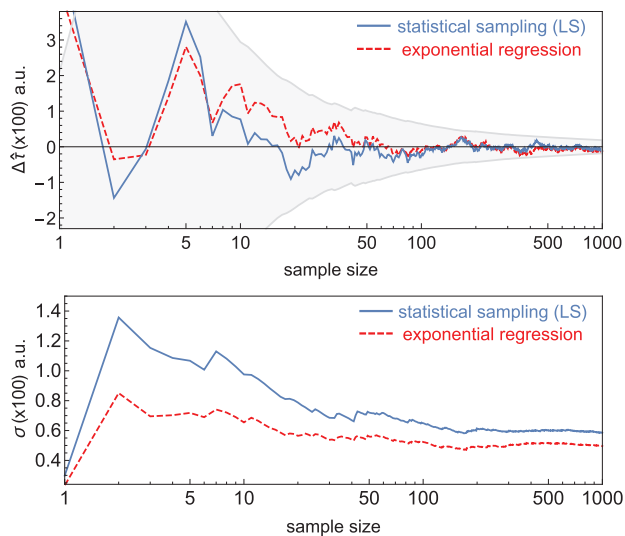 statistical sampling (LS)
exponential regression
Δτ̂ (x100) a.u.
3
2
1
0
−1
−2
1 5 10 50 100 500 1000
sample size
statistical sampling (LS)
exponential regression
σ (x100) a.u.
1.4
1.2
1.0
0.8
0.6
0.4
1 5 10 50 100 500 1000
sample size